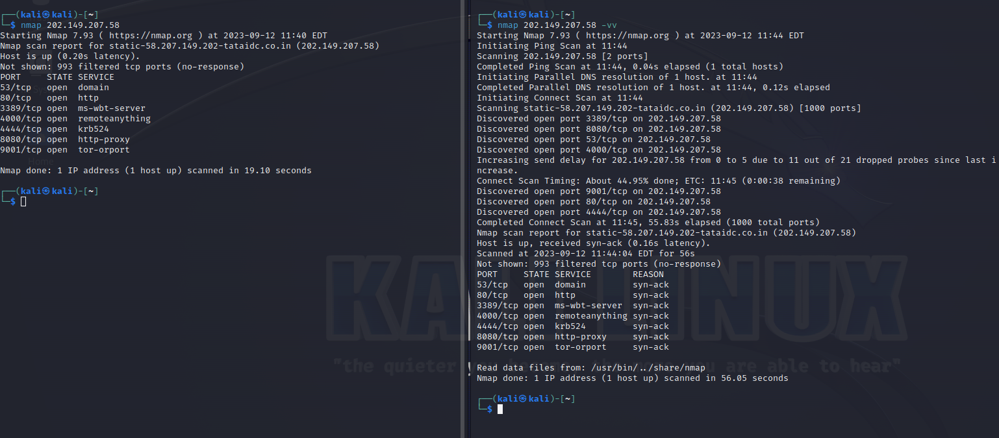 ┌──(kali㉿kali)-[~]
└─$ nmap 202.149.207.58
Starting Nmap 7.93 ( https://nmap.org ) at 2023-09-12 11:40 EDT
Nmap scan report for static-58.207.149.202-tataidc.co.in (202.149.207.58)
Host is up (0.20s latency).
Not shown: 993 filtered tcp ports (no-response)
PORT     STATE SERVICE
53/tcp   open  domain
80/tcp   open  http
3389/tcp open  ms-wbt-server
4000/tcp open  remoteanything
4444/tcp open  krb524
8080/tcp open  http-proxy
9001/tcp open  tor-orport
Home
Nmap done: 1 IP address (1 host up) scanned in 19.10 seconds
┌──(kali㉿kali)-[~]
└─$
┌──(kali㉿kali)-[~]
└─$ nmap 202.149.207.58 -vv
Starting Nmap 7.93 ( https://nmap.org ) at 2023-09-12 11:44 EDT
Initiating Ping Scan at 11:44
Scanning 202.149.207.58 [2 ports]
Completed Ping Scan at 11:44, 0.04s elapsed (1 total hosts)
Initiating Parallel DNS resolution of 1 host. at 11:44
Completed Parallel DNS resolution of 1 host. at 11:44, 0.12s elapsed
Initiating Connect Scan at 11:44
Scanning static-58.207.149.202-tataidc.co.in (202.149.207.58) [1000 ports]
Discovered open port 3389/tcp on 202.149.207.58
Discovered open port 8080/tcp on 202.149.207.58
Discovered open port 53/tcp on 202.149.207.58
Discovered open port 4000/tcp on 202.149.207.58
Increasing send delay for 202.149.207.58 from 0 to 5 due to 11 out of 21 dropped probes since last i
ncrease.
Connect Scan Timing: About 44.95% done; ETC: 11:45 (0:00:38 remaining)
Discovered open port 9001/tcp on 202.149.207.58
Discovered open port 80/tcp on 202.149.207.58
Discovered open port 4444/tcp on 202.149.207.58
Completed Connect Scan at 11:45, 55.83s elapsed (1000 total ports)
Nmap scan report for static-58.207.149.202-tataidc.co.in (202.149.207.58)
Host is up, received syn-ack (0.16s latency).
Scanned at 2023-09-12 11:44:04 EDT for 56s
Not shown: 993 filtered tcp ports (no-response)
PORT     STATE SERVICE        REASON
53/tcp   open  domain         syn-ack
80/tcp   open  http           syn-ack
3389/tcp open  ms-wbt-server  syn-ack
4000/tcp open  remoteanything syn-ack
4444/tcp open  krb524         syn-ack
8080/tcp open  http-proxy     syn-ack
9001/tcp open  tor-orport     syn-ack
Read data files from: /usr/bin/../share/nmap
Nmap done: 1 IP address (1 host up) scanned in 56.05 seconds
┌──(kali㉿kali)-[~]
└─$
KALI LINUX
"the quieter you are able to hear"